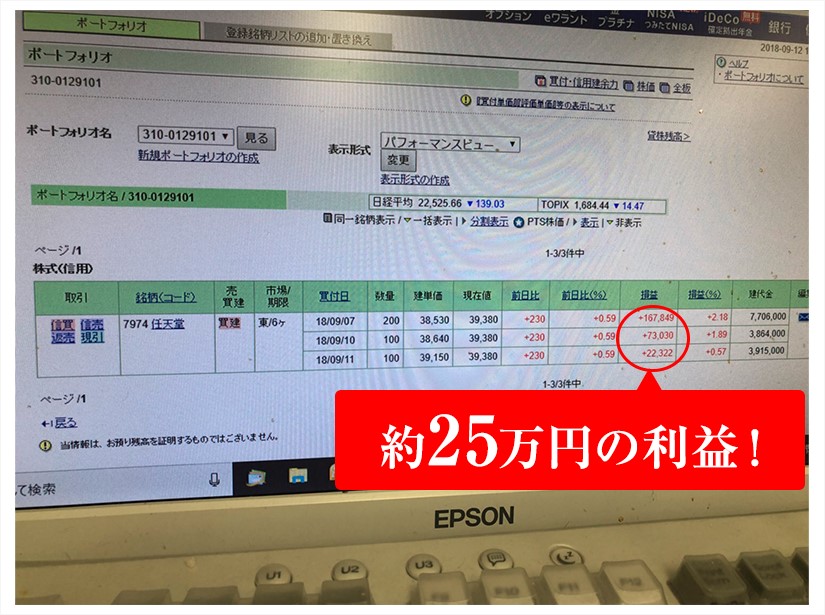 ポートフォリオ
登録銘柄リストの追加・置き換え
オプション eワラント プラチナ NISA つみたてNISA iDeCo 無料 確定拠出年金 銀行
2018-09-12
ポートフォリオ
310-0129101
ヘルプ
・ポートフォリオについて
買付・信用建余力 株価 全板
『買付単価』『評価単価』等の表示について
ポートフォリオ名 310-0129101 見る
新規ポートフォリオの作成
表示形式 パフォーマンスビュー。
変更
表示形式の作成
貸株残高>
ポートフォリオ名 / 310-0129101
日経平均 22,525.66 ▼139.03 TOPIX 1,684.44 ▼14.47
同一銘柄表示 / ▽一括表示 | 分割表示 PTS株価 / 表示 | ▽非表示
ページ /1
1-3/3件中
株式(信用)
取引 銘柄(コード) 売買建 市場/期限 買付日 数量 建単価 現在値 前日比 前日比(%) 損益 損益(%) 建代金
信買 信売 返売 現引 7974 任天堂 買建 東/6ヶ
18/09/07 200 38,530 39,380 +230 +0.59 +167,849 +2.18 7,706,000
18/09/10 100 38,640 39,380 +230 +0.59 +73,030 +1.89 3,864,000
18/09/11 100 39,150 39,380 +230 +0.59 +22,322 +0.57 3,915,000
ページ /1
1-3/3件中
戻る
当情報は、お預り残高を証明するものではございません。
約25万円の利益！
て検索
EPSON
U1 U2 U3
F10 F11 F12